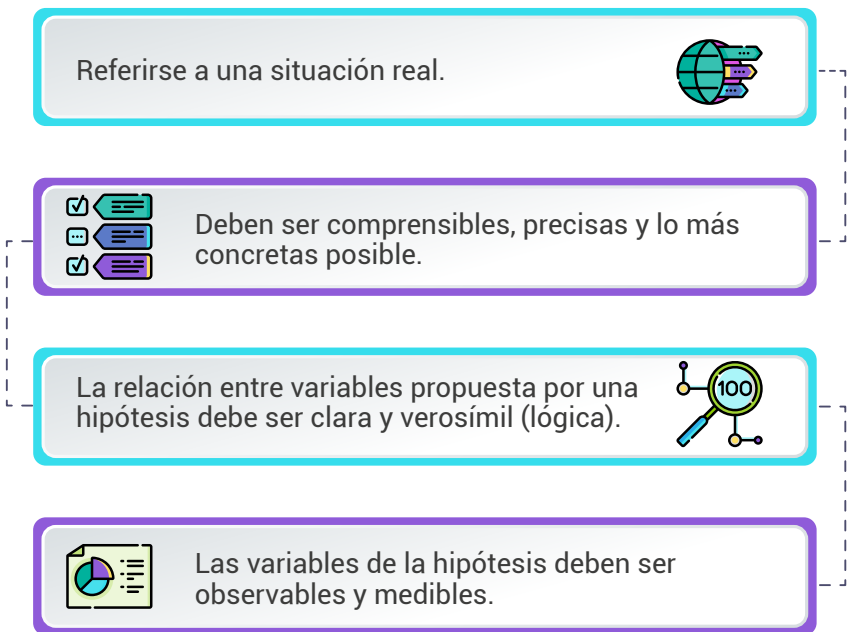 Referirse a una situación real.
Deben ser comprensibles, precisas y lo más
concretas posible.
La relación entre variables propuesta por una
hipótesis debe ser clara y verosímil (lógica).
100
Las variables de la hipótesis deben ser
observables y medibles.